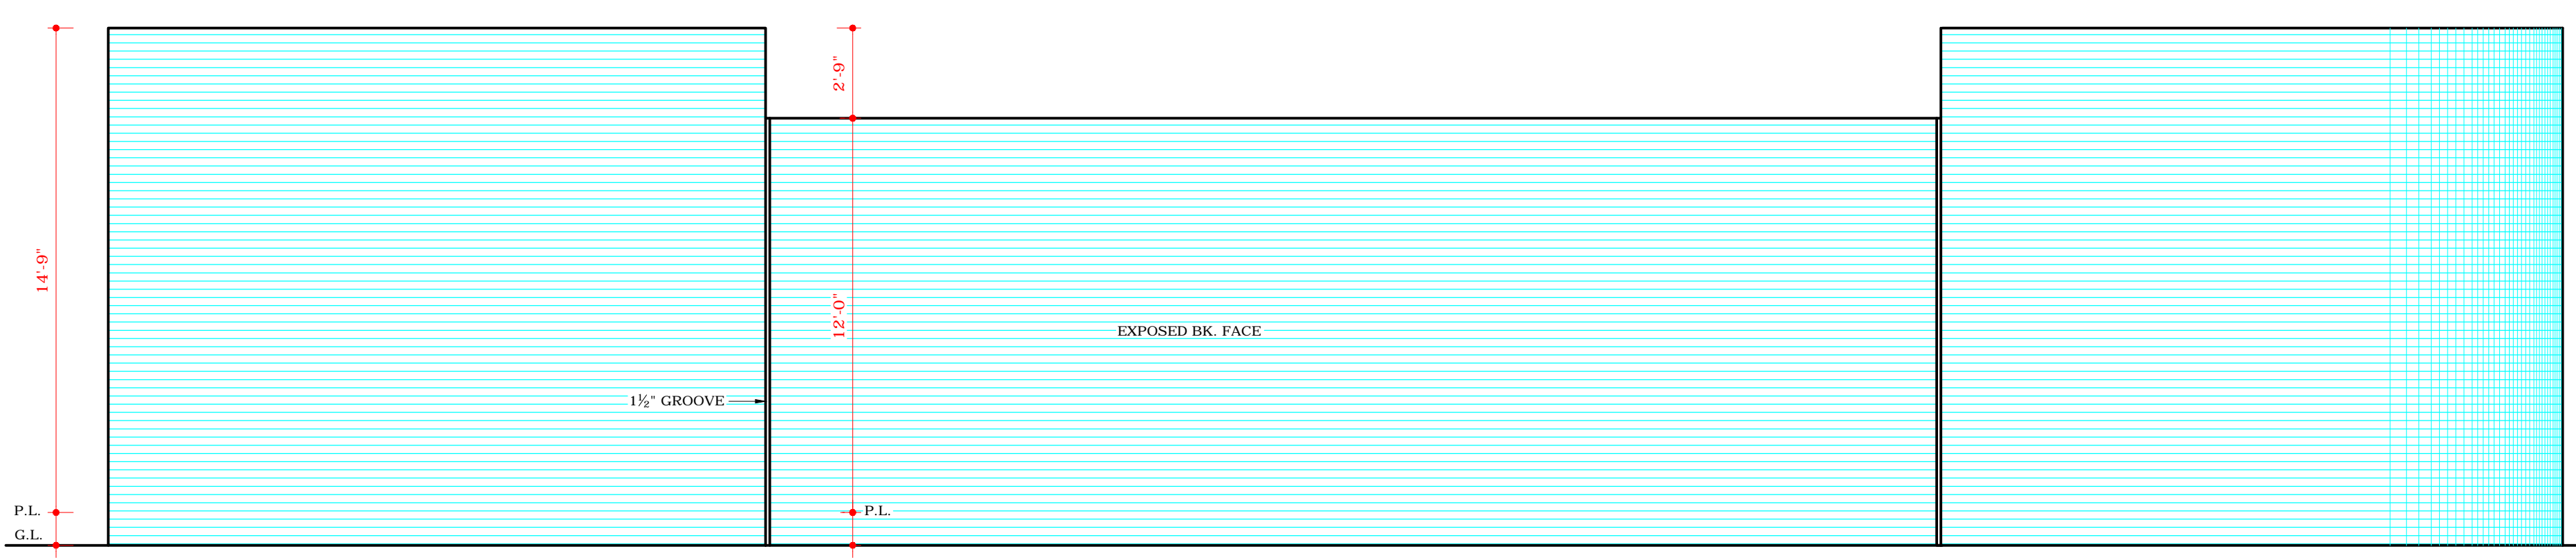 2'-9"
14'-9"
12'-0"
EXPOSED BK. FACE
1½" GROOVE
P.L.
P.L.
G.L.